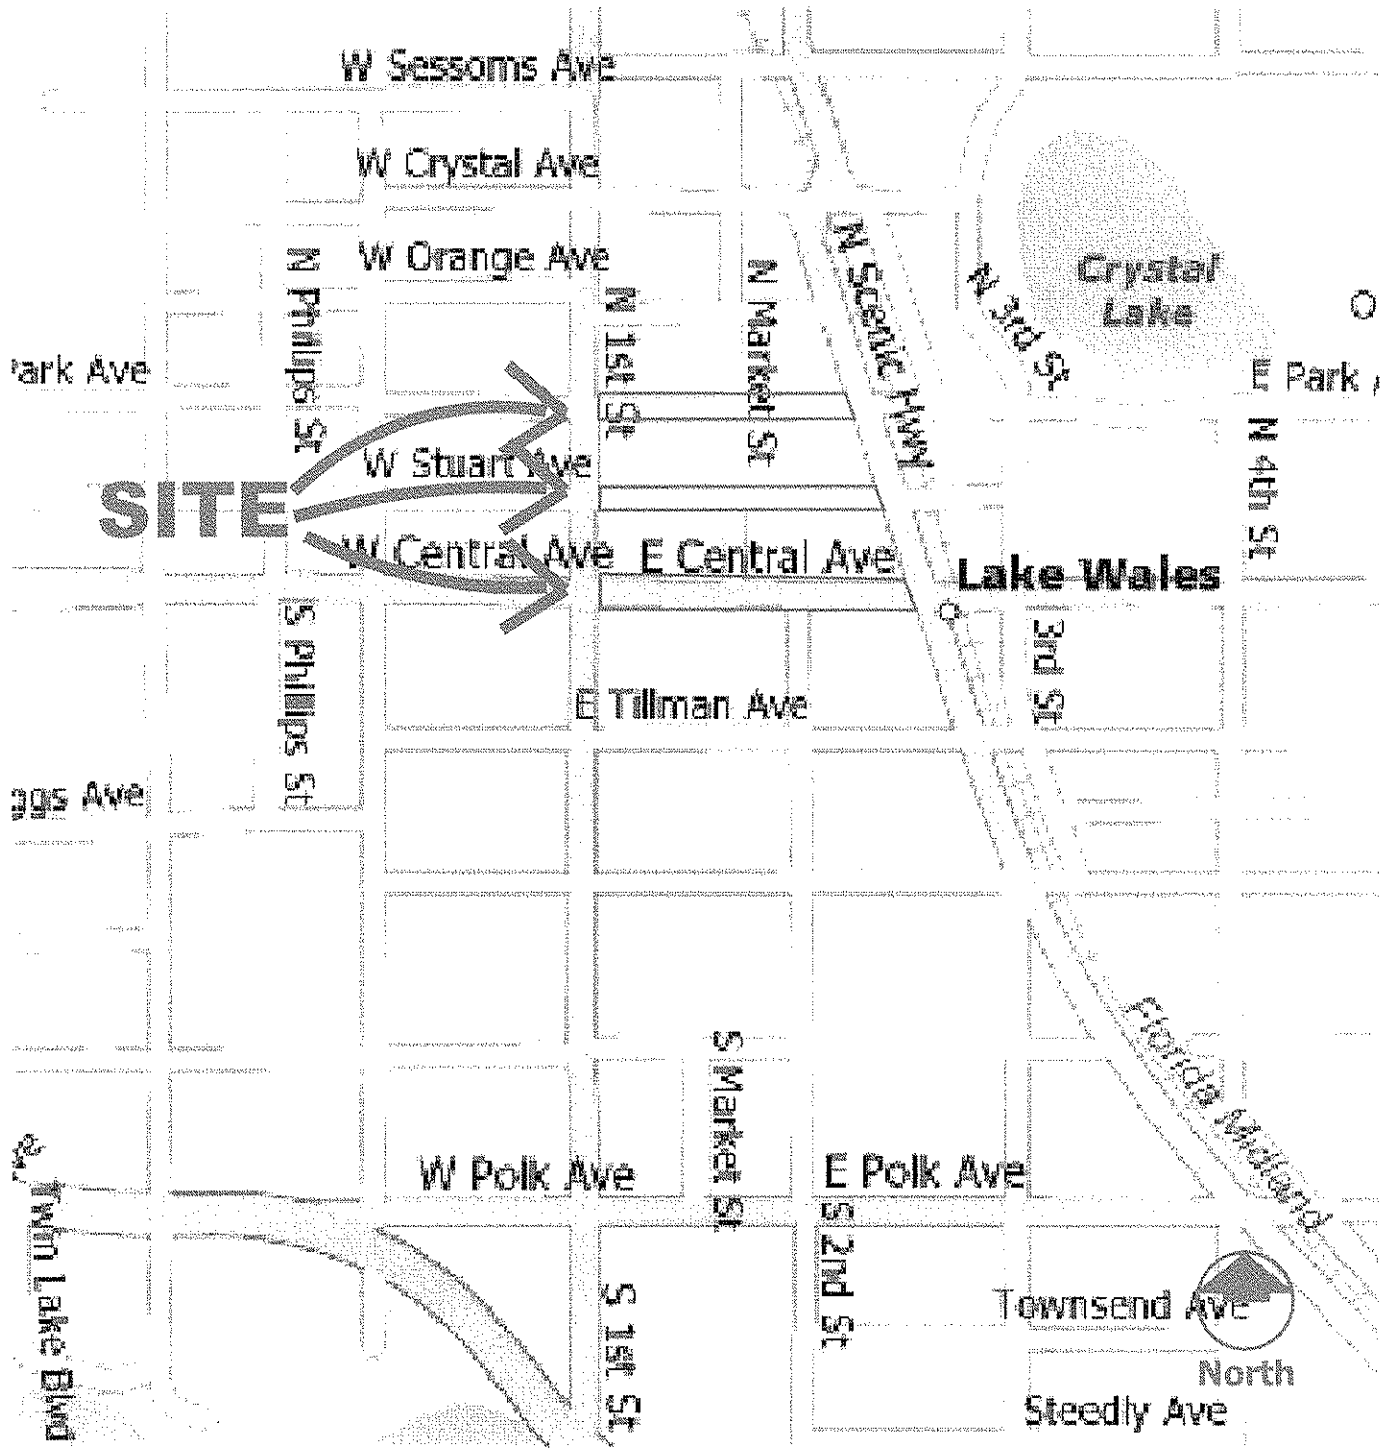 W Sessoms Ave
W Crystal Ave
W Orange Ave
N Phillips St
N 1st St
N Market St
N Scenic Hwy
N 3rd St
Crystal
Lake
O
ark Ave
E Park
W Stuart Ave
N 4th St
SITE
W Central Ave
E Central Ave
Lake Wales
S Phillips St
3rd St
E Tillman Ave
ggs Ave
Florida Midland
S Market St
W Polk Ave
E Polk Ave
Twin Lake Blvd
S 2nd St
S 1st St
Townsend Ave
North
Steedly Ave